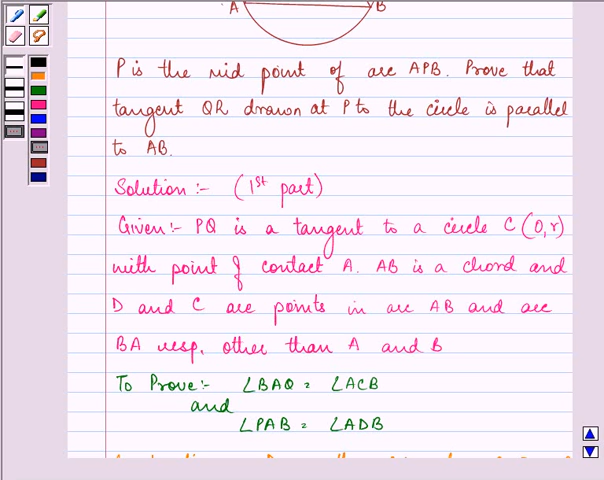 A B
P is the mid point of arc APB. Prove that
tangent QR drawn at P to the circle is parallel
to AB.
Solution :- (1st part)
Given :- PQ is a tangent to a circle C (O, r)
with point of contact A. AB is a chord and
D and C are points in arc AB and arc
BA resp. other than A and B
To Prove :- ∠BAQ = ∠ACB
and
∠PAB = ∠ADB